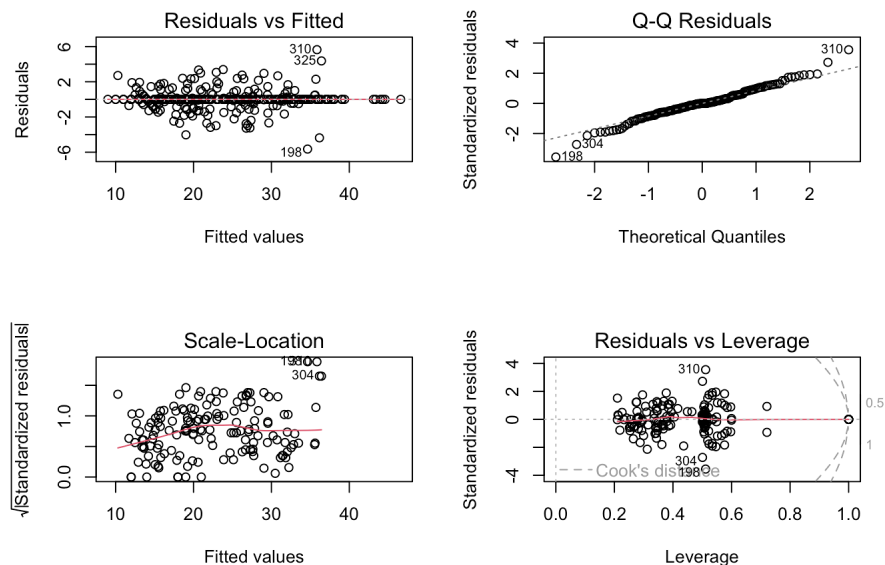 Residuals vs Fitted
Residuals
6
2
-2
-6
310
325
198
10 20 30 40
Fitted values
Q-Q Residuals
Standardized residuals
4
2
0
-2
310
304
198
-2 -1 0 1 2
Theoretical Quantiles
Scale-Location
√|Standardized residuals|
1.0
0.0
304
10 20 30 40
Fitted values
Residuals vs Leverage
Standardized residuals
4
2
0
-2
-4
310
304
198
Cook's distance
0.5
1
0.0 0.2 0.4 0.6 0.8 1.0
Leverage